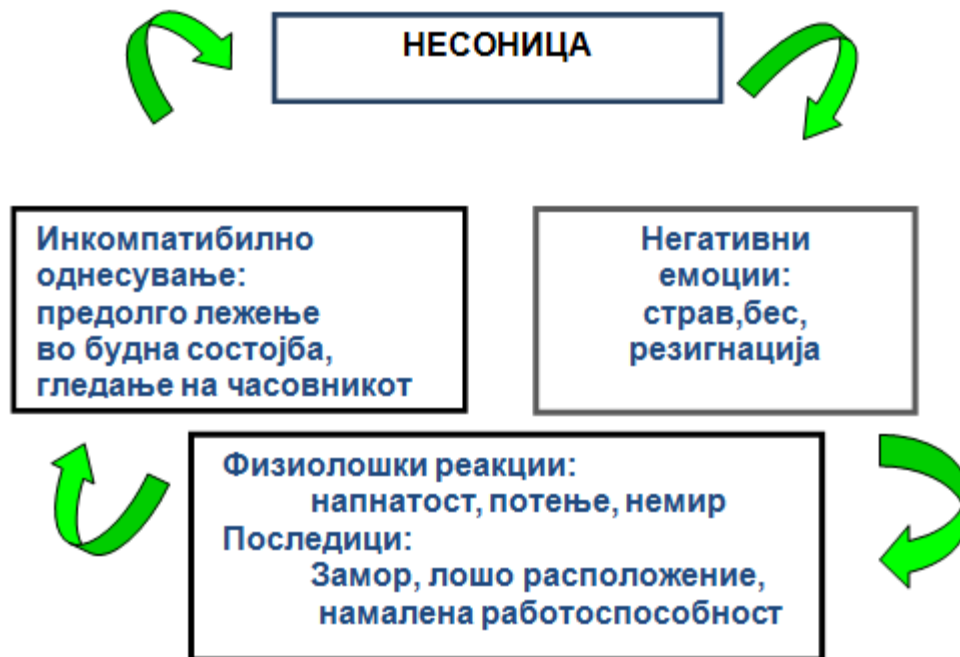 НЕСОНИЦА
Инкомпатибилно
однесување:
предолго лежење
во будна состојба,
гледање на часовникот
Негативни
емоции:
страв,бес,
резигнација
Физиолошки реакции:
напнатост, потење, немир
Последици:
Замор, лошо расположение,
намалена работоспособност